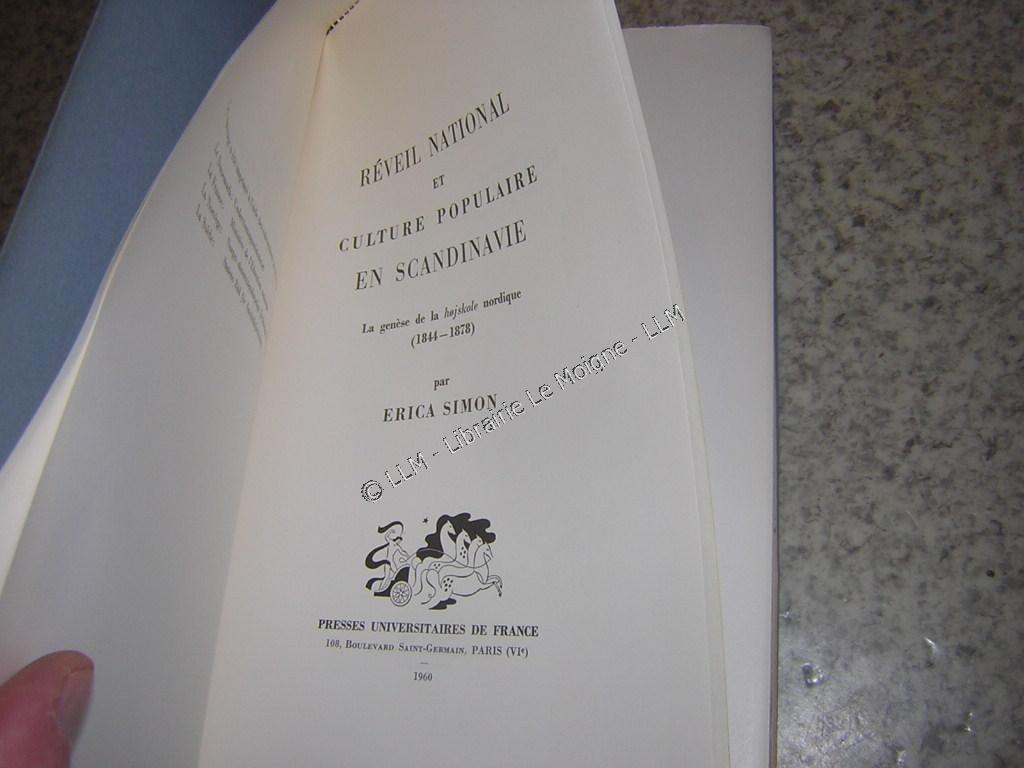 RÉVEIL NATIONAL
ET
CULTURE POPULAIRE
EN SCANDINAVIE
La genèse de la højskole nordique
(1844—1878)
par
ERICA SIMON
© LLM - Librairie Le Moigne - LLM
PRESSES UNIVERSITAIRES DE FRANCE
108, BOULEVARD SAINT-GERMAIN, PARIS (VIe)
—
1960